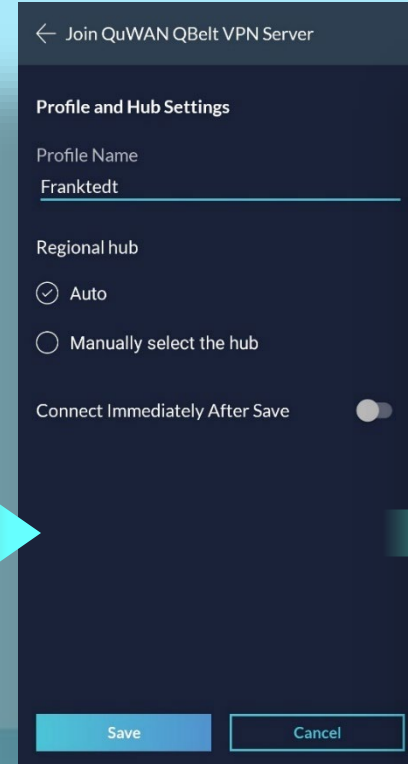 Join QuWAN QBelt VPN Server
Profile and Hub Settings
Profile Name
Franktedt
Regional hub
Auto
Manually select the hub
Connect Immediately After Save
Save
Cancel